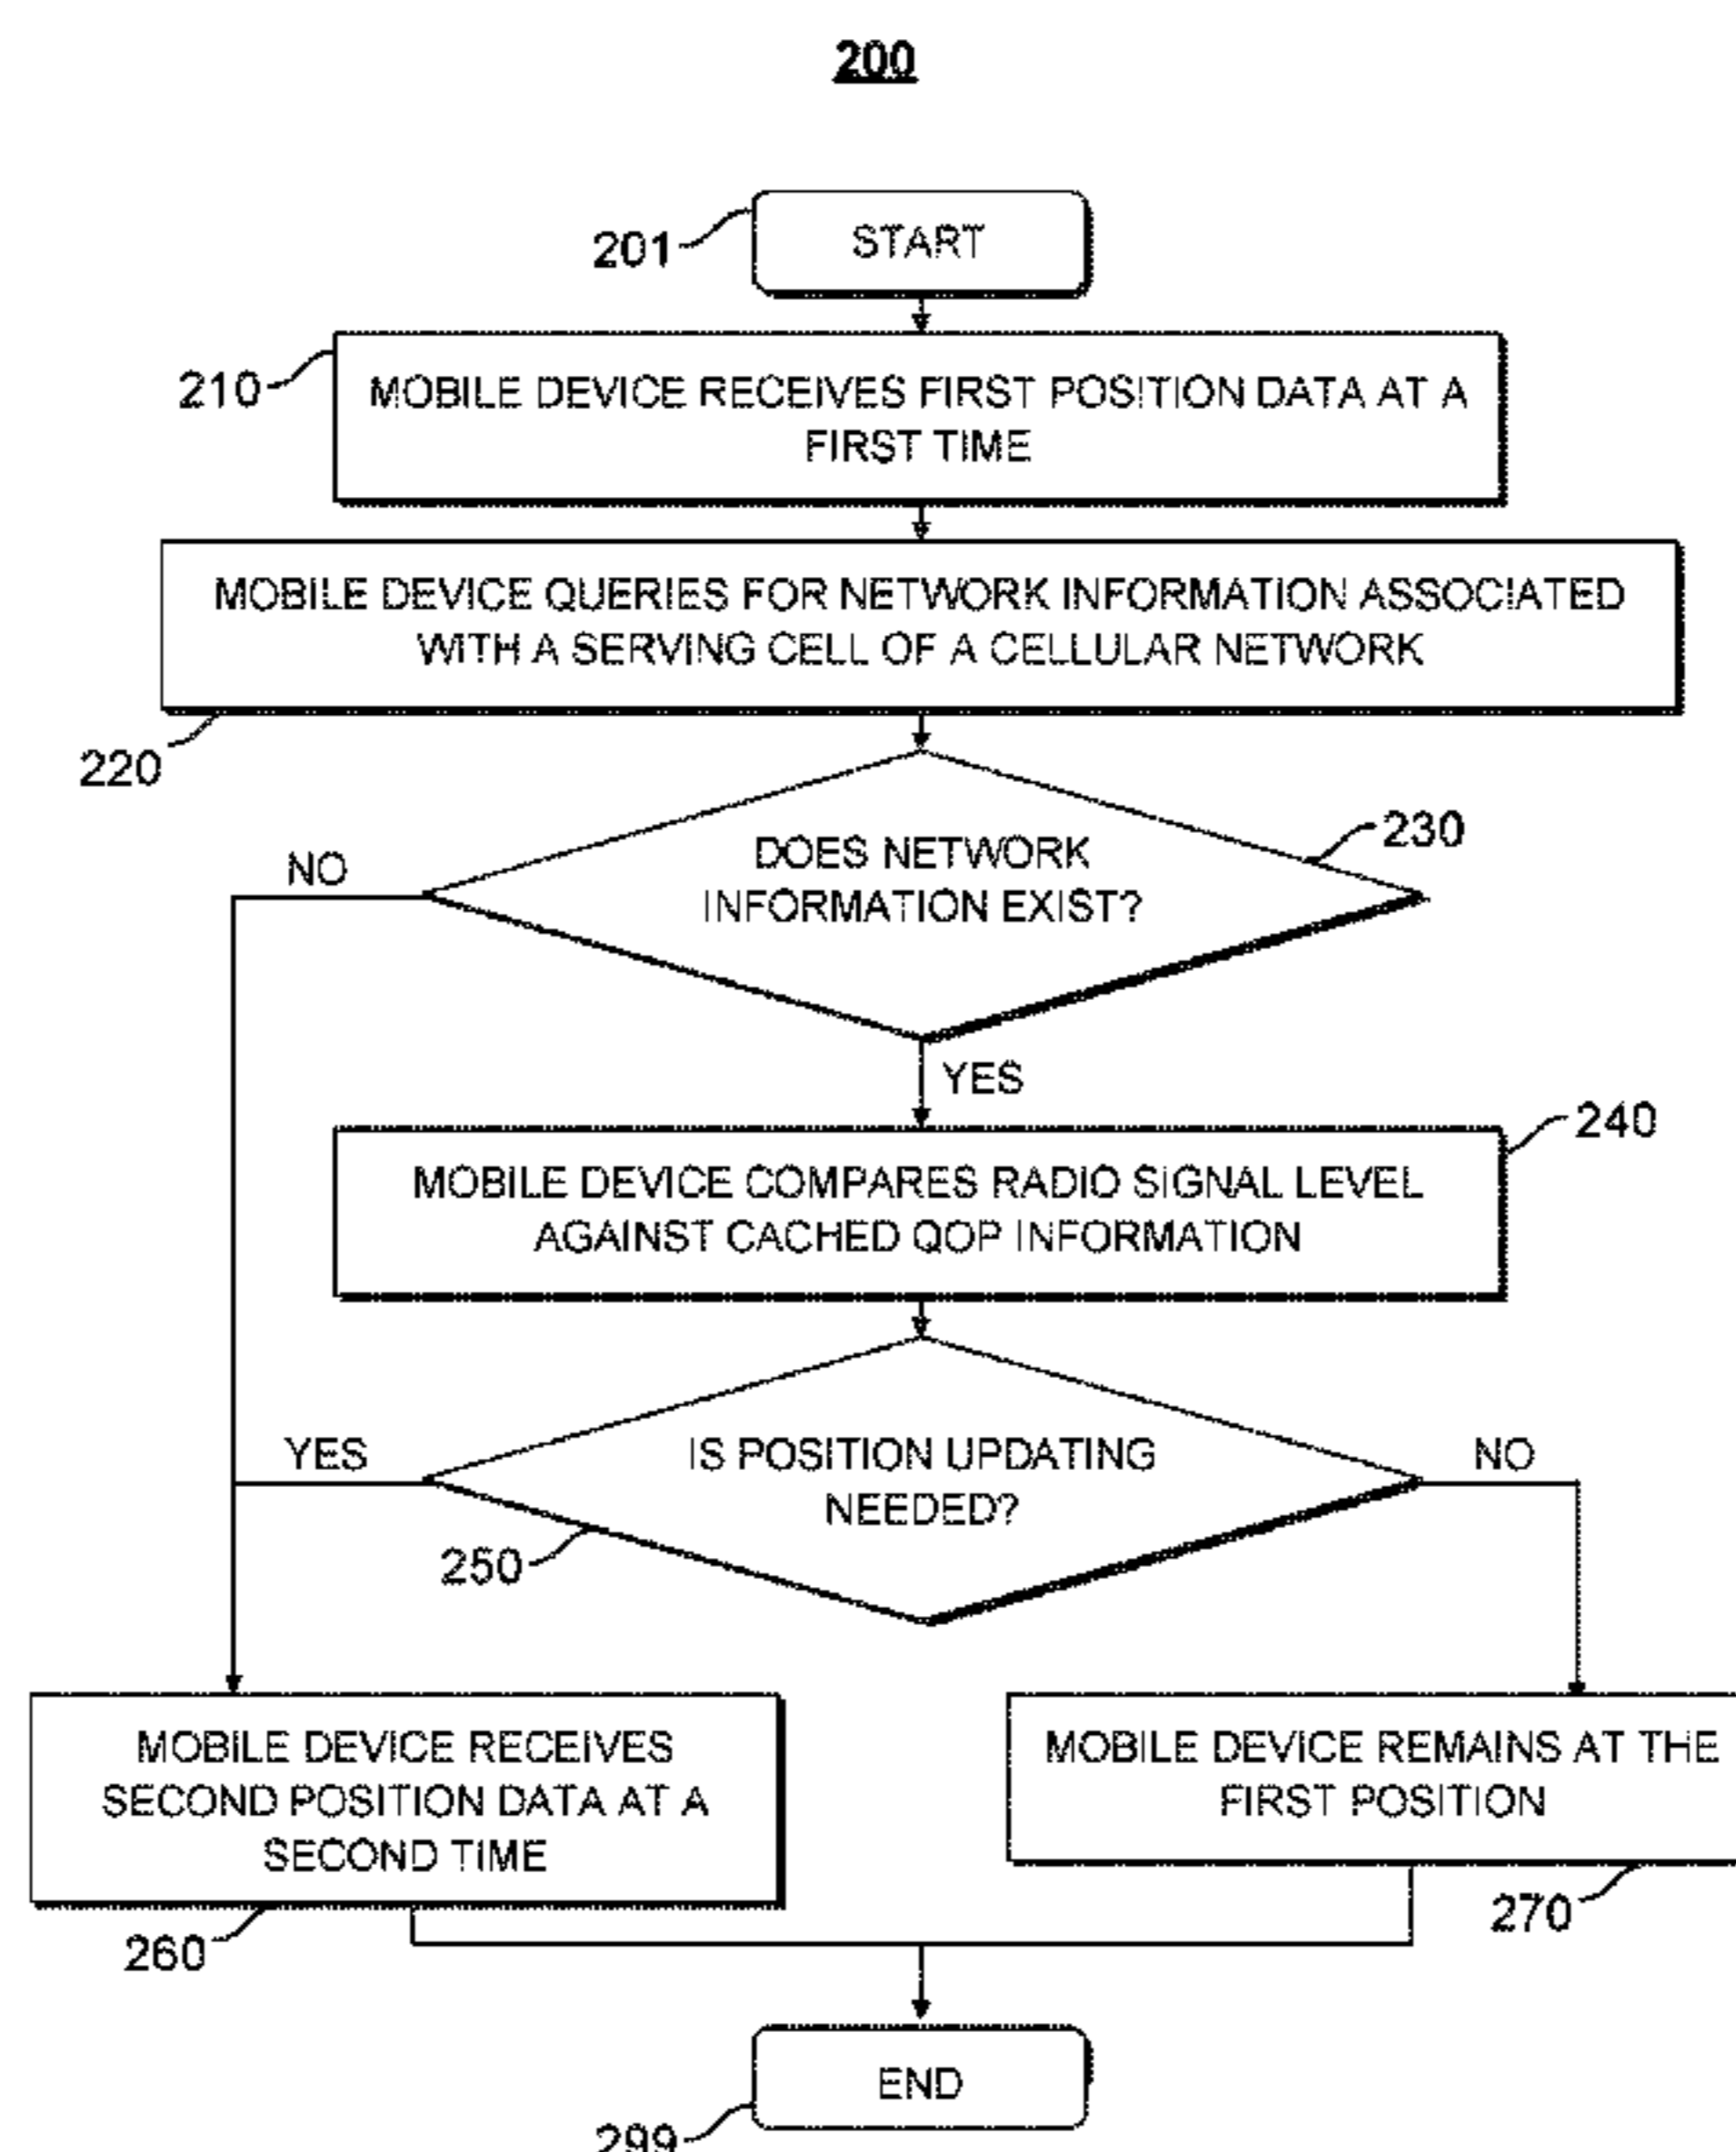 200
201
START
210
MOBILE DEVICE RECEIVES FIRST POSITION DATA AT A
FIRST TIME
MOBILE DEVICE QUERIES FOR NETWORK INFORMATION ASSOCIATED
WITH A SERVING CELL OF A CELLULAR NETWORK
220
230
DOES NETWORK
INFORMATION EXIST?
NO
YES
240
MOBILE DEVICE COMPARES RADIO SIGNAL LEVEL
AGAINST CACHED QOP INFORMATION
YES
IS POSITION UPDATING
NEEDED?
NO
250
MOBILE DEVICE RECEIVES
SECOND POSITION DATA AT A
SECOND TIME
MOBILE DEVICE REMAINS AT THE
FIRST POSITION
260
270
END
299